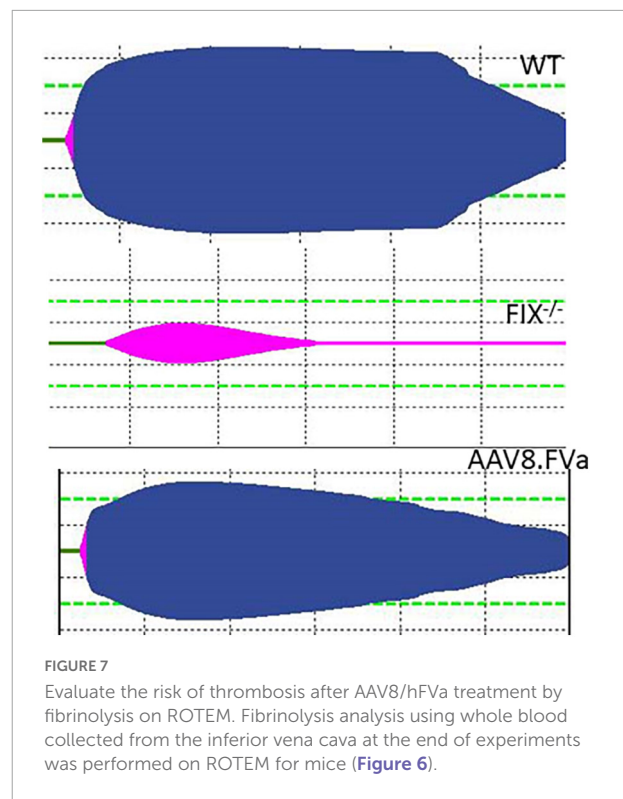 WT
FIX-/-
AAV8.FVa
FIGURE 7
Evaluate the risk of thrombosis after AAV8/hFVa treatment by
fibrinolysis on ROTEM. Fibrinolysis analysis using whole blood
collected from the inferior vena cava at the end of experiments
was performed on ROTEM for mice (Figure 6).